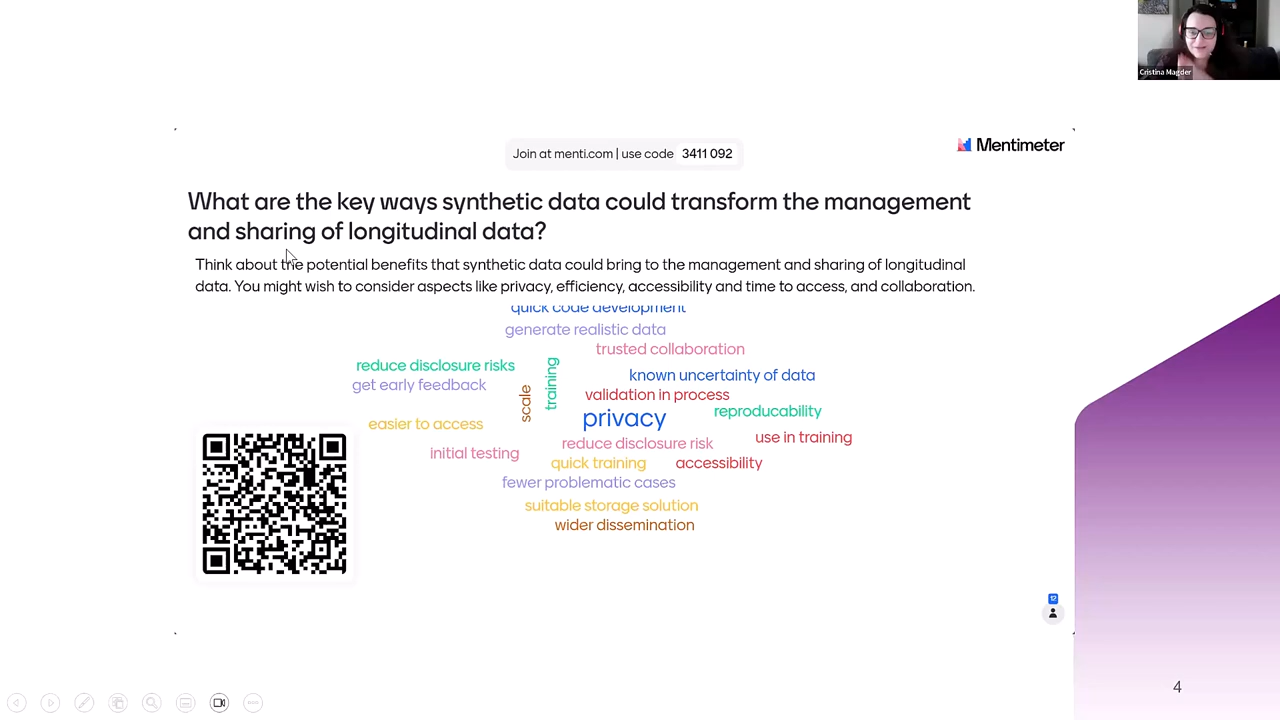 Cristina Magder
Join at menti.com | use code 3411 092
Mentimeter
What are the key ways synthetic data could transform the management
and sharing of longitudinal data?
Think about the potential benefits that synthetic data could bring to the management and sharing of longitudinal
data. You might wish to consider aspects like privacy, efficiency, accessibility and time to access, and collaboration.
quick code development
generate realistic data
trusted collaboration
reduce disclosure risks
training
known uncertainty of data
get early feedback
scale
validation in process
privacy
reproducability
easier to access
use in training
reduce disclosure risk
initial testing
quick training
accessibility
fewer problematic cases
suitable storage solution
wider dissemination
12
4